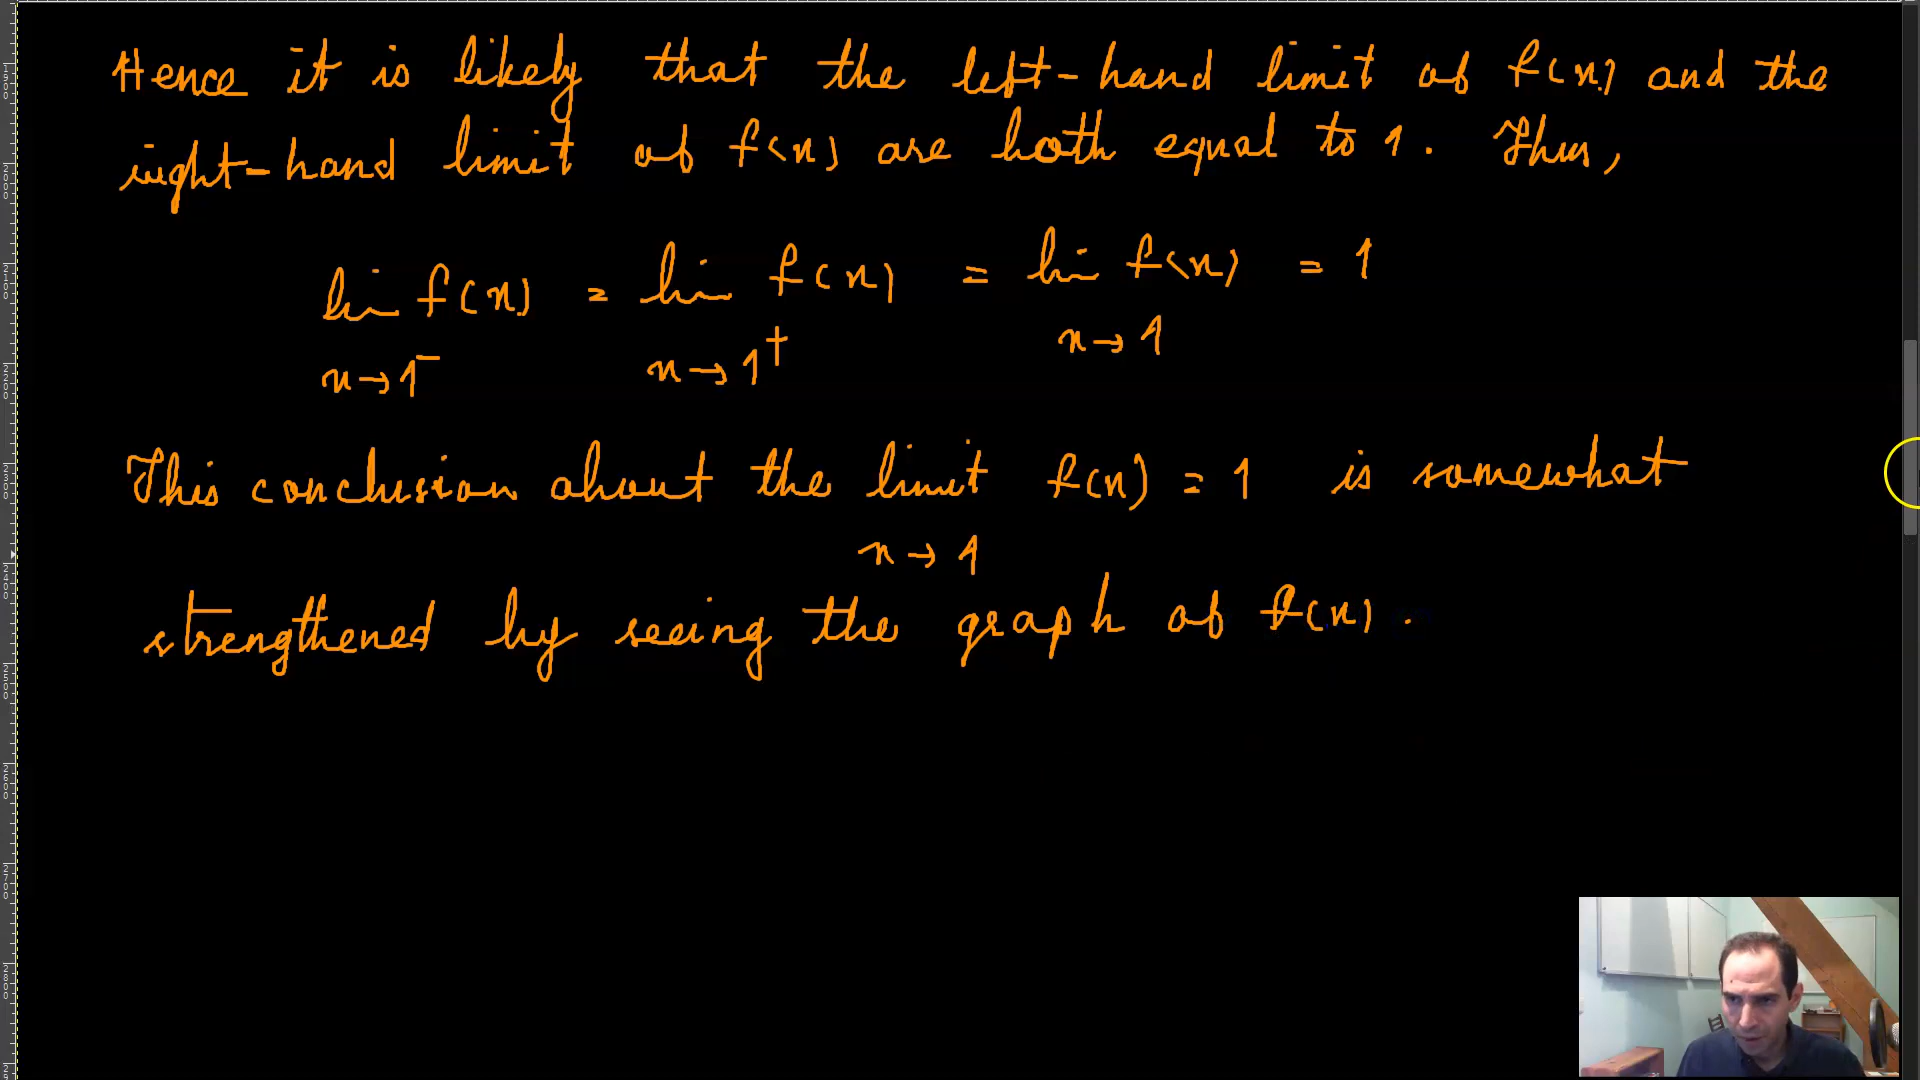 Hence it is likely that the left-hand limit of f(x) and the
right-hand limit of f(x) are both equal to 1. Thus,
lim f(x) = lim f(x) = lim f(x) = 1
x→1⁻ x→1⁺ x→1
This conclusion about the limit f(x) = 1 is somewhat
x→1
strengthened by seeing the graph of f(x).